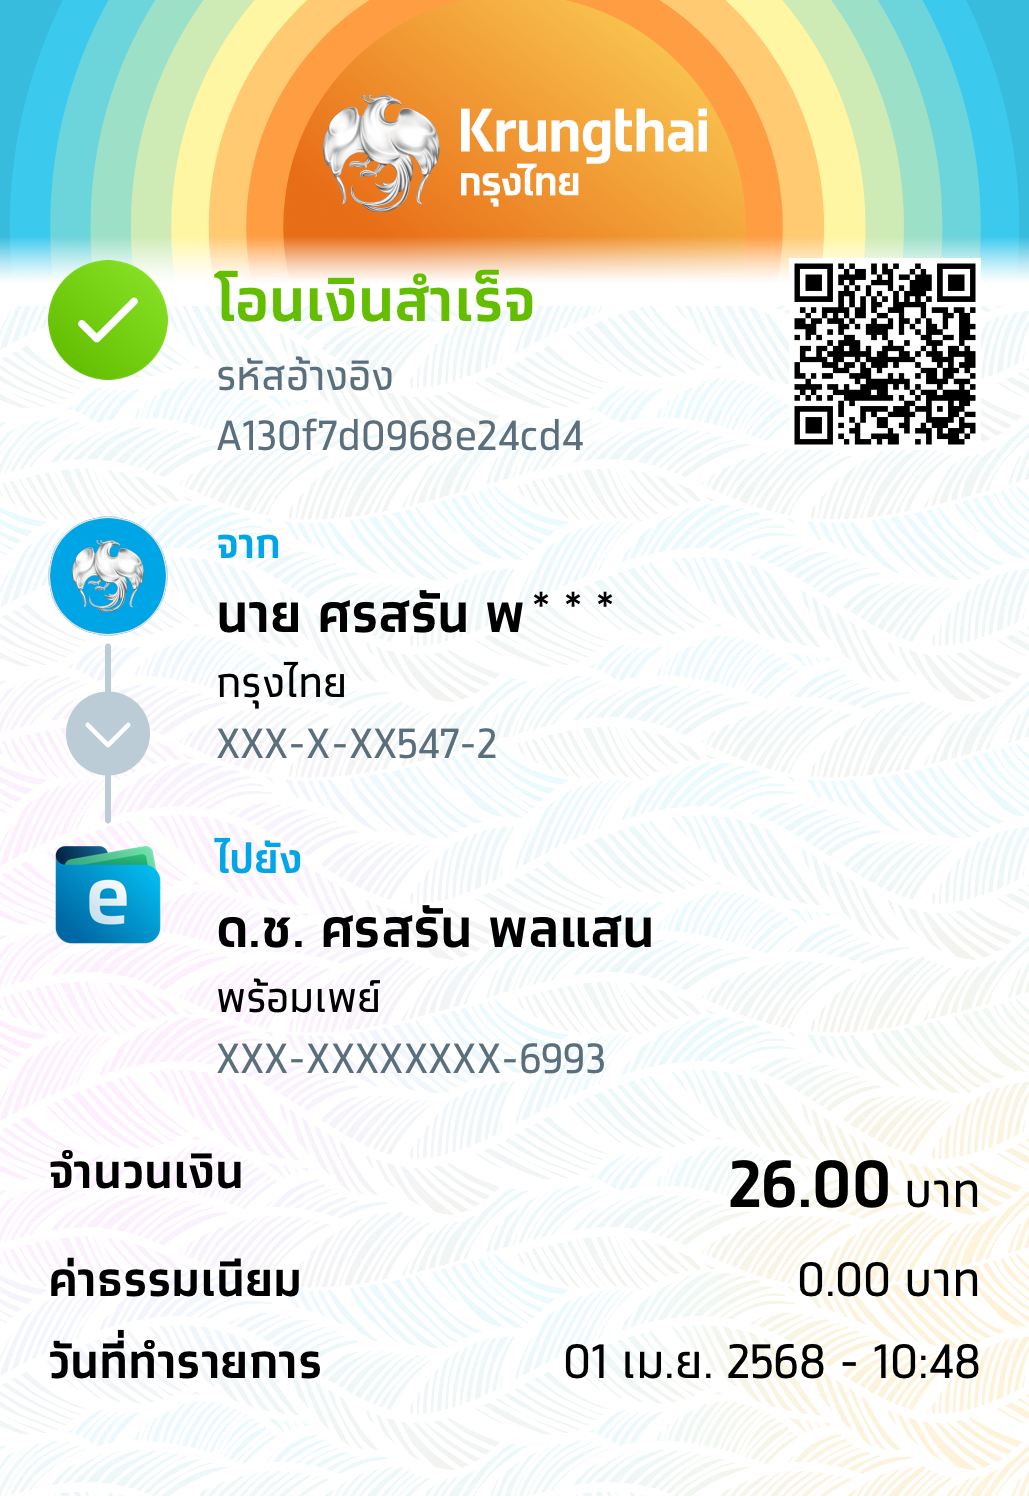 Krungthai
กรุงไทย
โอนเงินสำเร็จ
รหัสอ้างอิง
A130f7d0968e24cd4
จาก
นาย ศรสรัน พ***
กรุงไทย
XXX-X-XX547-2
e
ไปยัง
ด.ช. ศรสรัน พลแสน
พร้อมเพย์
XXX-XXXXXXXX-6993
จำนวนเงิน 26.00 บาท
ค่าธรรมเนียม 0.00 บาท
วันที่ทำรายการ 01 เม.ย. 2568 - 10:48